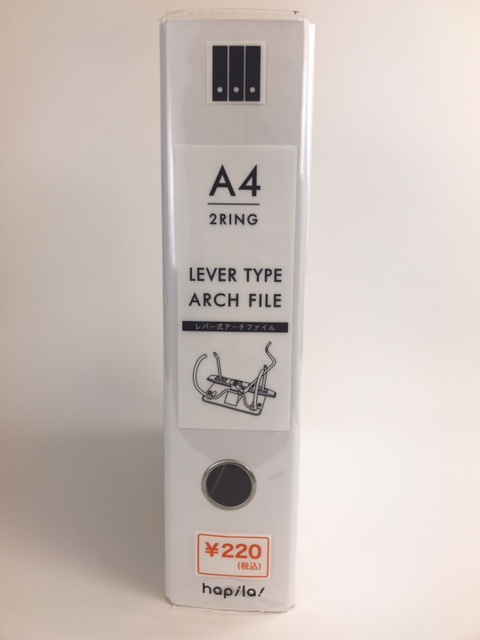 A4
2RING
LEVER TYPE
ARCH FILE
レバー式アーチファイル
¥220
(税込)
hapila!